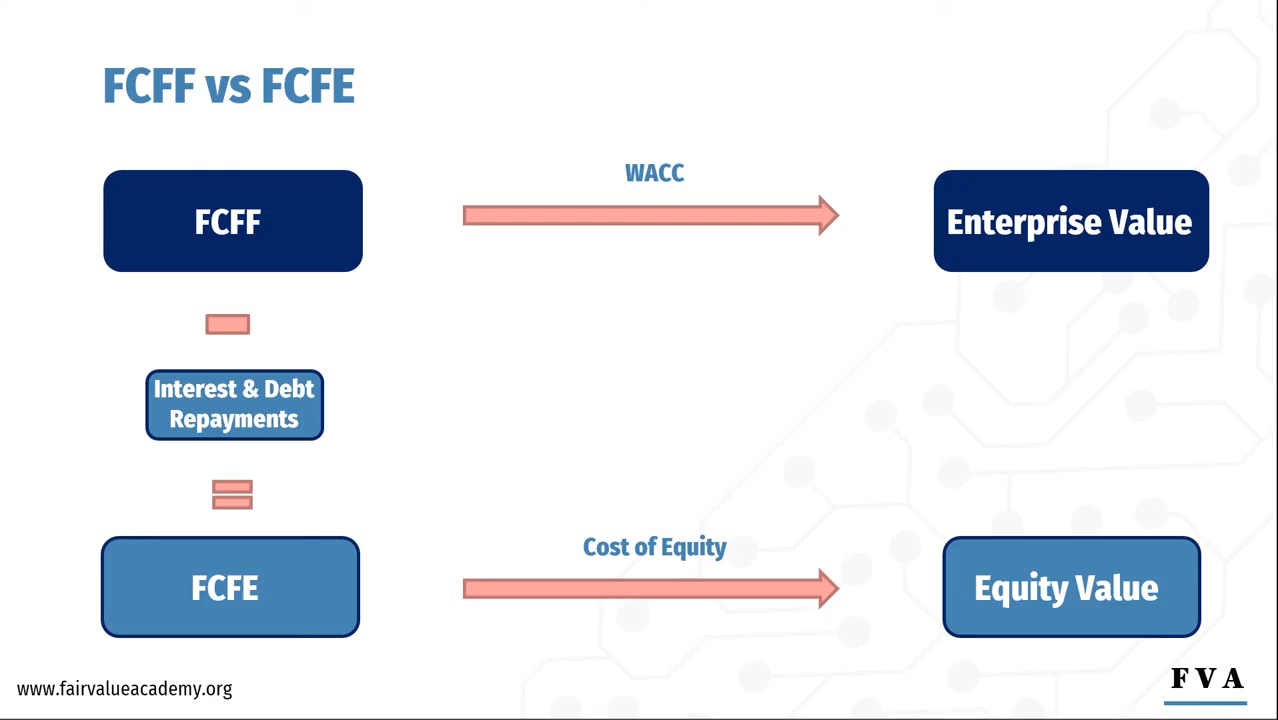 FCFF vs FCFE
WACC
FCFF
Enterprise Value
Interest & Debt
Repayments
Cost of Equity
FCFE
Equity Value
www.fairvalueacademy.org
FVA